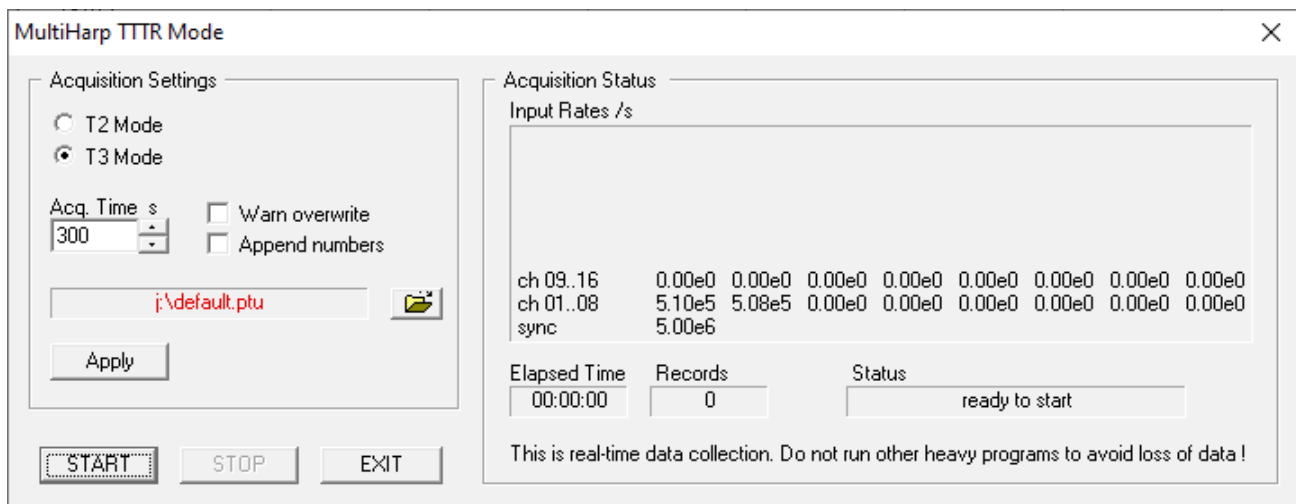 MultiHarp TTTR Mode
Acquisition Settings
T2 Mode
T3 Mode
Acq. Time s
300
Warn overwrite
Append numbers
j:\default.ptu
Apply
START
STOP
EXIT
Acquisition Status
Input Rates /s
ch 09..16 0.00e0 0.00e0 0.00e0 0.00e0 0.00e0 0.00e0 0.00e0 0.00e0
ch 01..08 5.10e5 5.08e5 0.00e0 0.00e0 0.00e0 0.00e0 0.00e0 0.00e0
sync 5.00e6
Elapsed Time Records Status
00:00:00 0 ready to start
This is real-time data collection. Do not run other heavy programs to avoid loss of data !